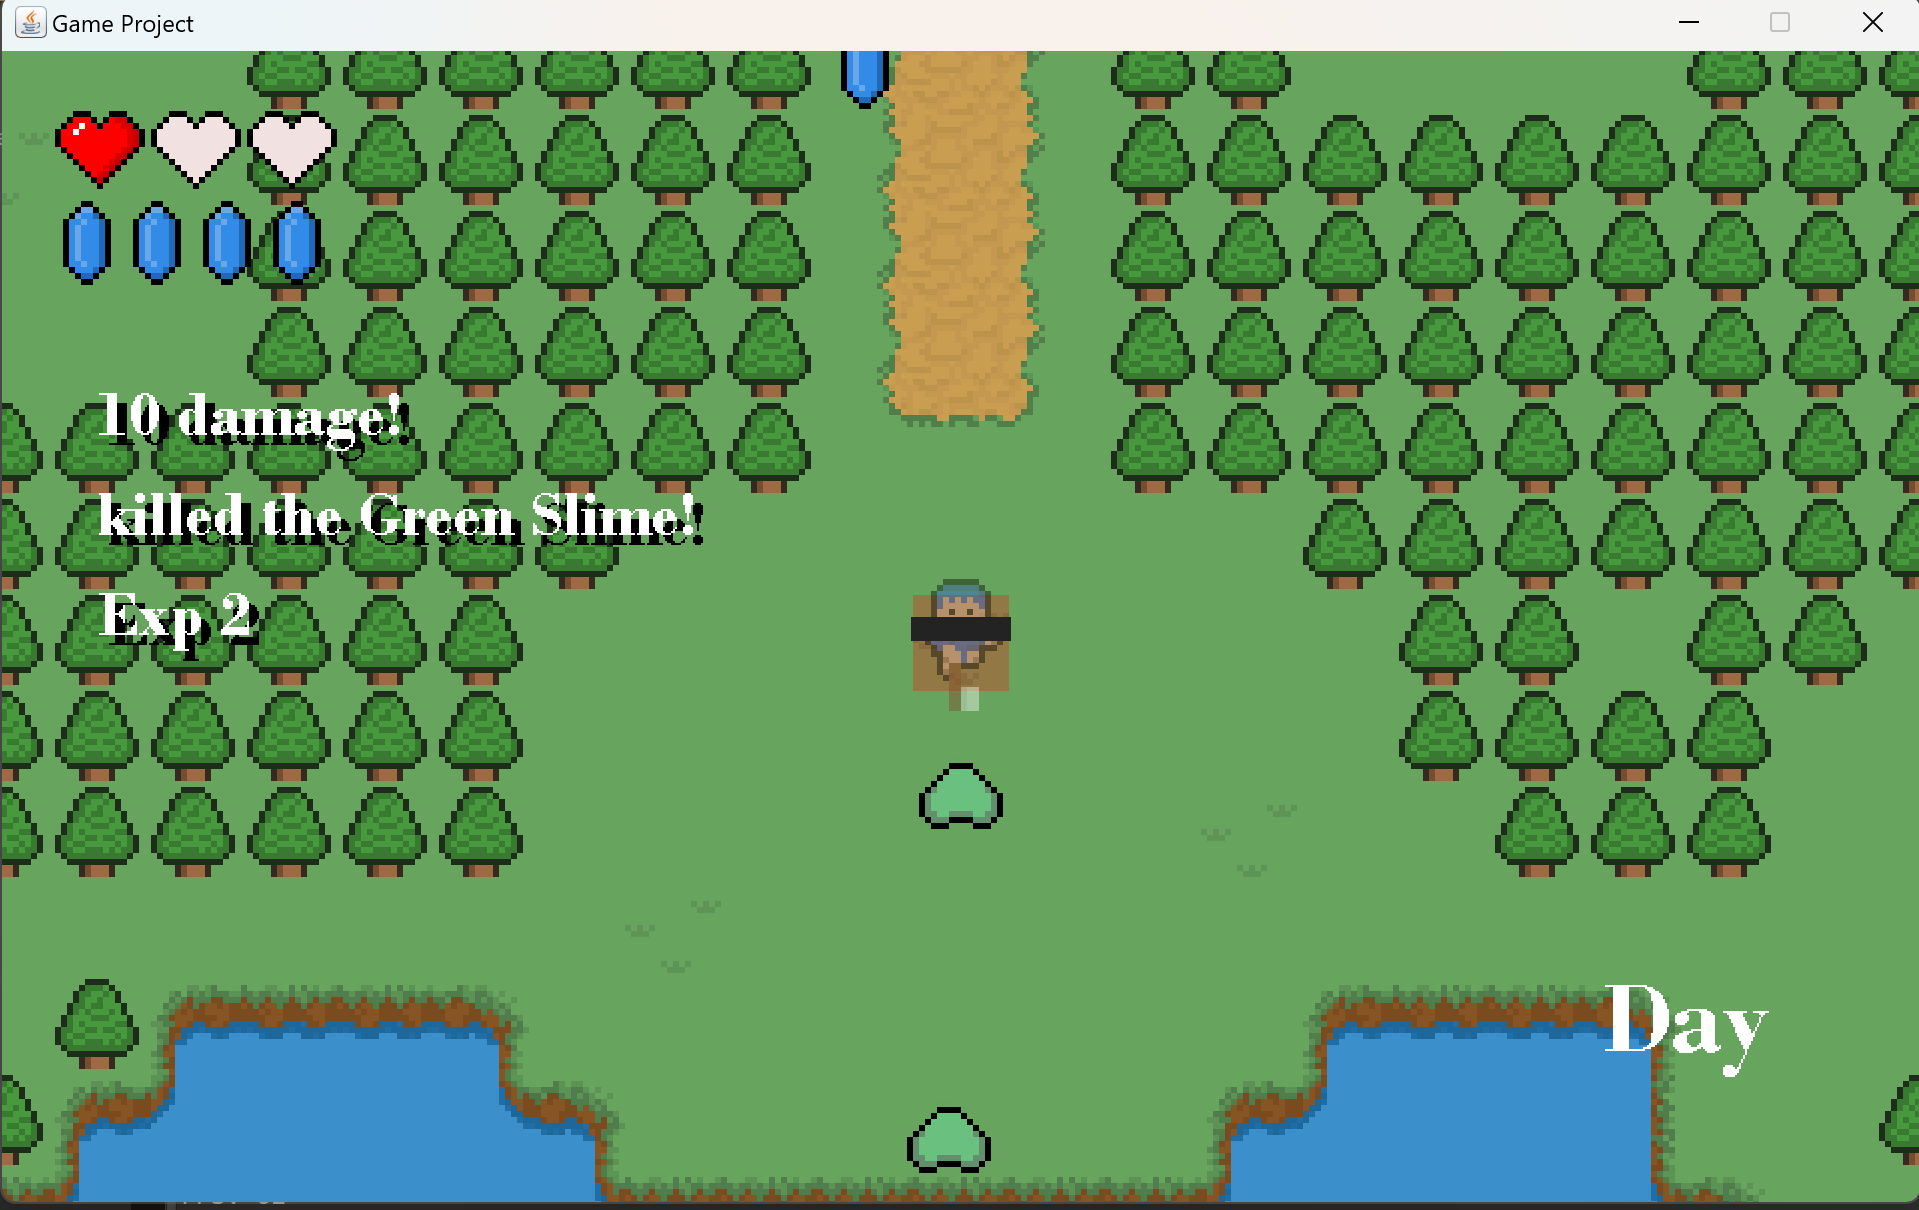 Game Project
10 damage!
killed the Green Slime!
Exp 2
Day